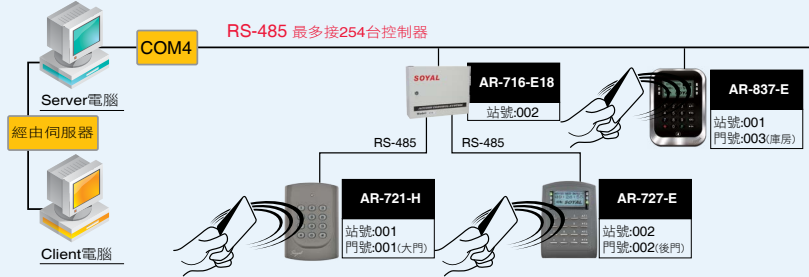 RS-485 最多接254台控制器
COM4
Server電腦
經由伺服器
Client電腦
SOYAL
AR-716-E18
站號:002
AR-837-E
站號:001
門號:003(庫房)
RS-485
RS-485
AR-721-H
站號:001
門號:001(大門)
SOYAL
AR-727-E
站號:002
門號:002(後門)